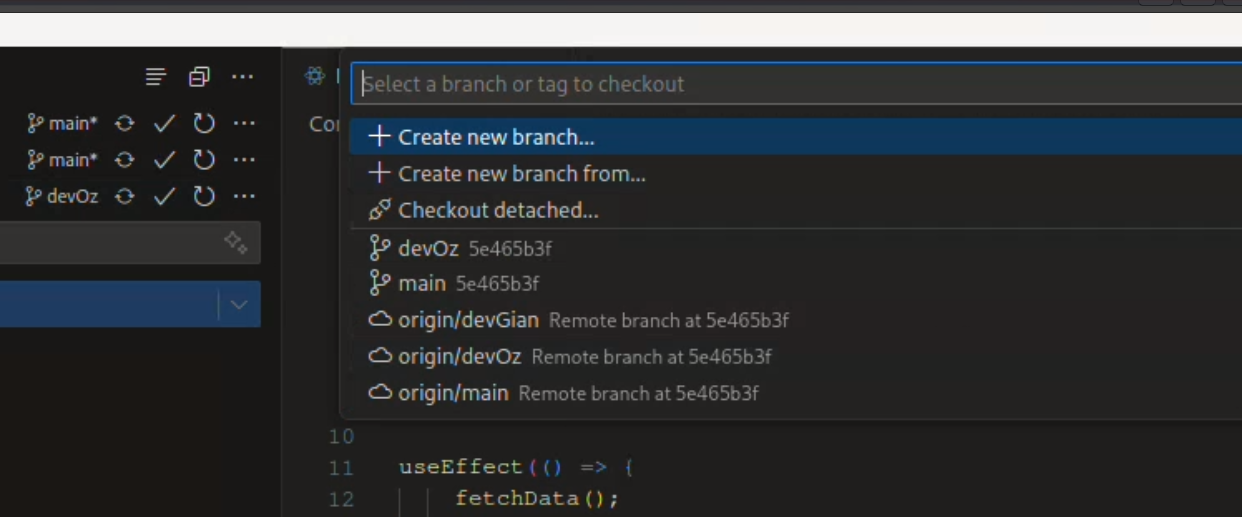 Select a branch or tag to checkout
main*
Create new branch...
main*
Create new branch from...
devOz
Checkout detached...
devOz 5e465b3f
main 5e465b3f
origin/devGian Remote branch at 5e465b3f
origin/devOz Remote branch at 5e465b3f
origin/main Remote branch at 5e465b3f
10
11 useEffect(() => {
12 fetchData();